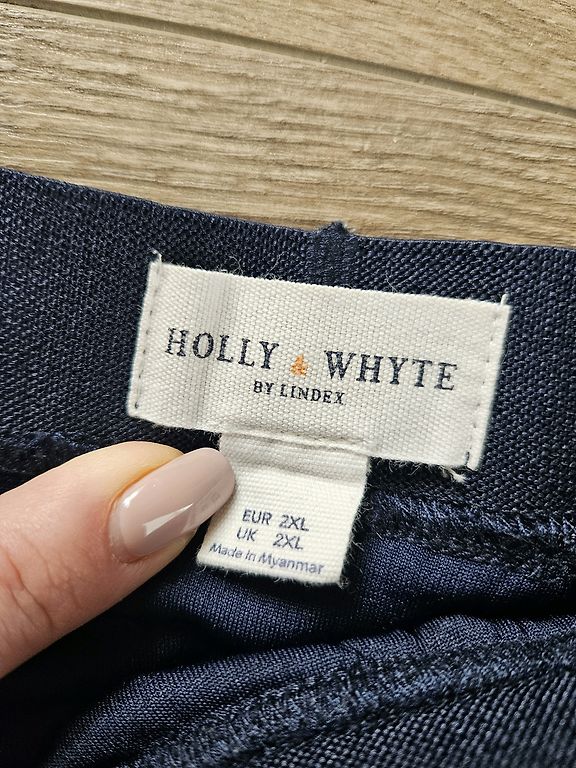 HOLLY & WHYTE
BY LINDEX
EUR 2XL
UK 2XL
Made in Myanmar